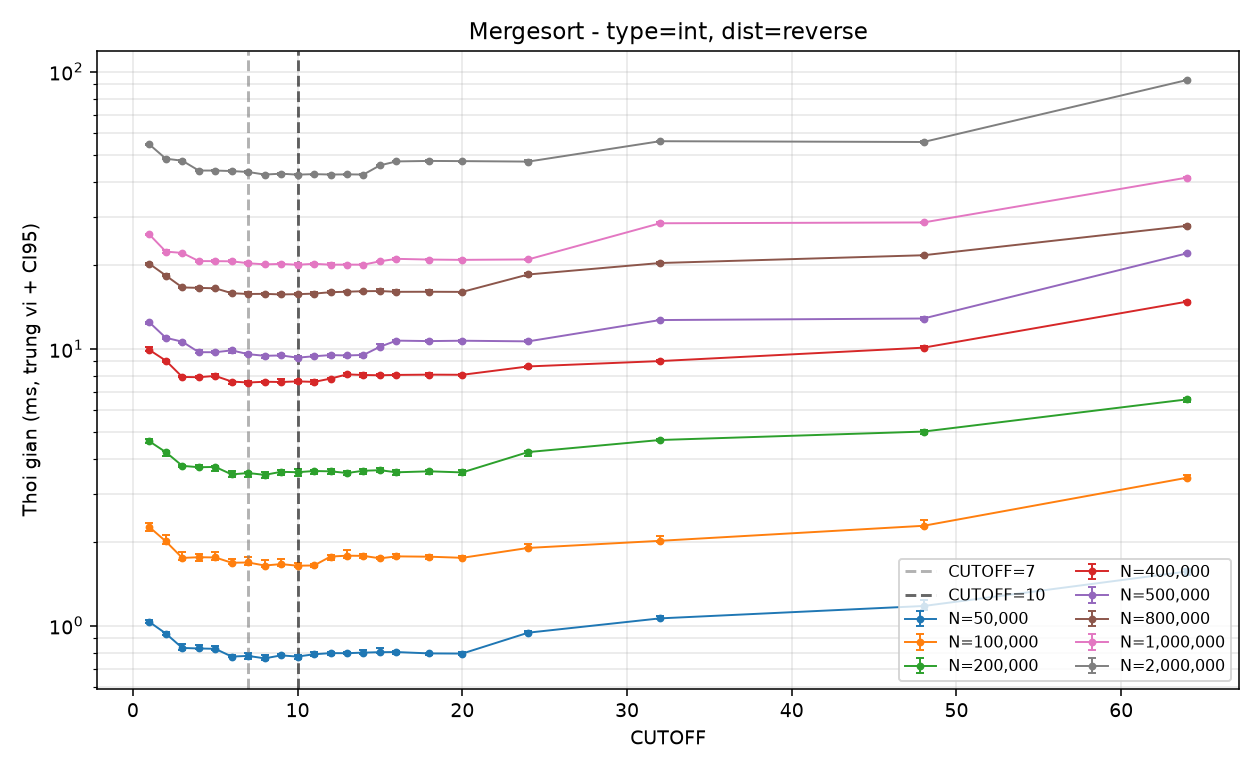 Mergesort - type=int, dist=reverse
Thoi gian (ms, trung vi + CI95)
10²
10¹
10⁰
0 10 20 30 40 50 60
CUTOFF
CUTOFF=7
CUTOFF=10
N=50,000
N=100,000
N=200,000
N=400,000
N=500,000
N=800,000
N=1,000,000
N=2,000,000